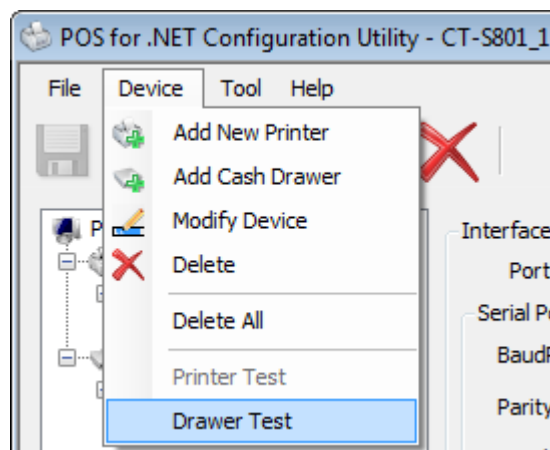 POS for .NET Configuration Utility - CT-S801_1
File Device Tool Help
Add New Printer
Add Cash Drawer
Modify Device
Delete
Delete All
Printer Test
Drawer Test
P
Interface
Port
Serial Po
BaudR
Parity